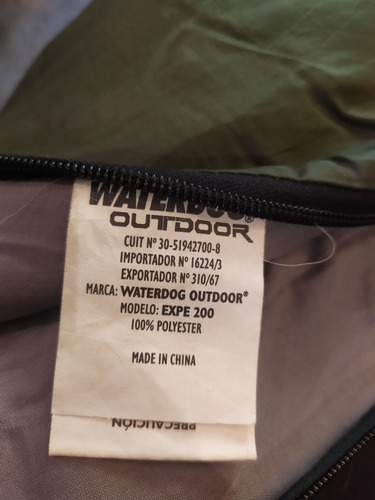 WATERDOG®
OUTDOOR
CUIT Nº 30-51942700-8
IMPORTADOR Nº 16224/3
EXPORTADOR Nº 310/67
MARCA: WATERDOG OUTDOOR®
MODELO: EXPE 200
100% POLYESTER
MADE IN CHINA
PRECAUCIÓN